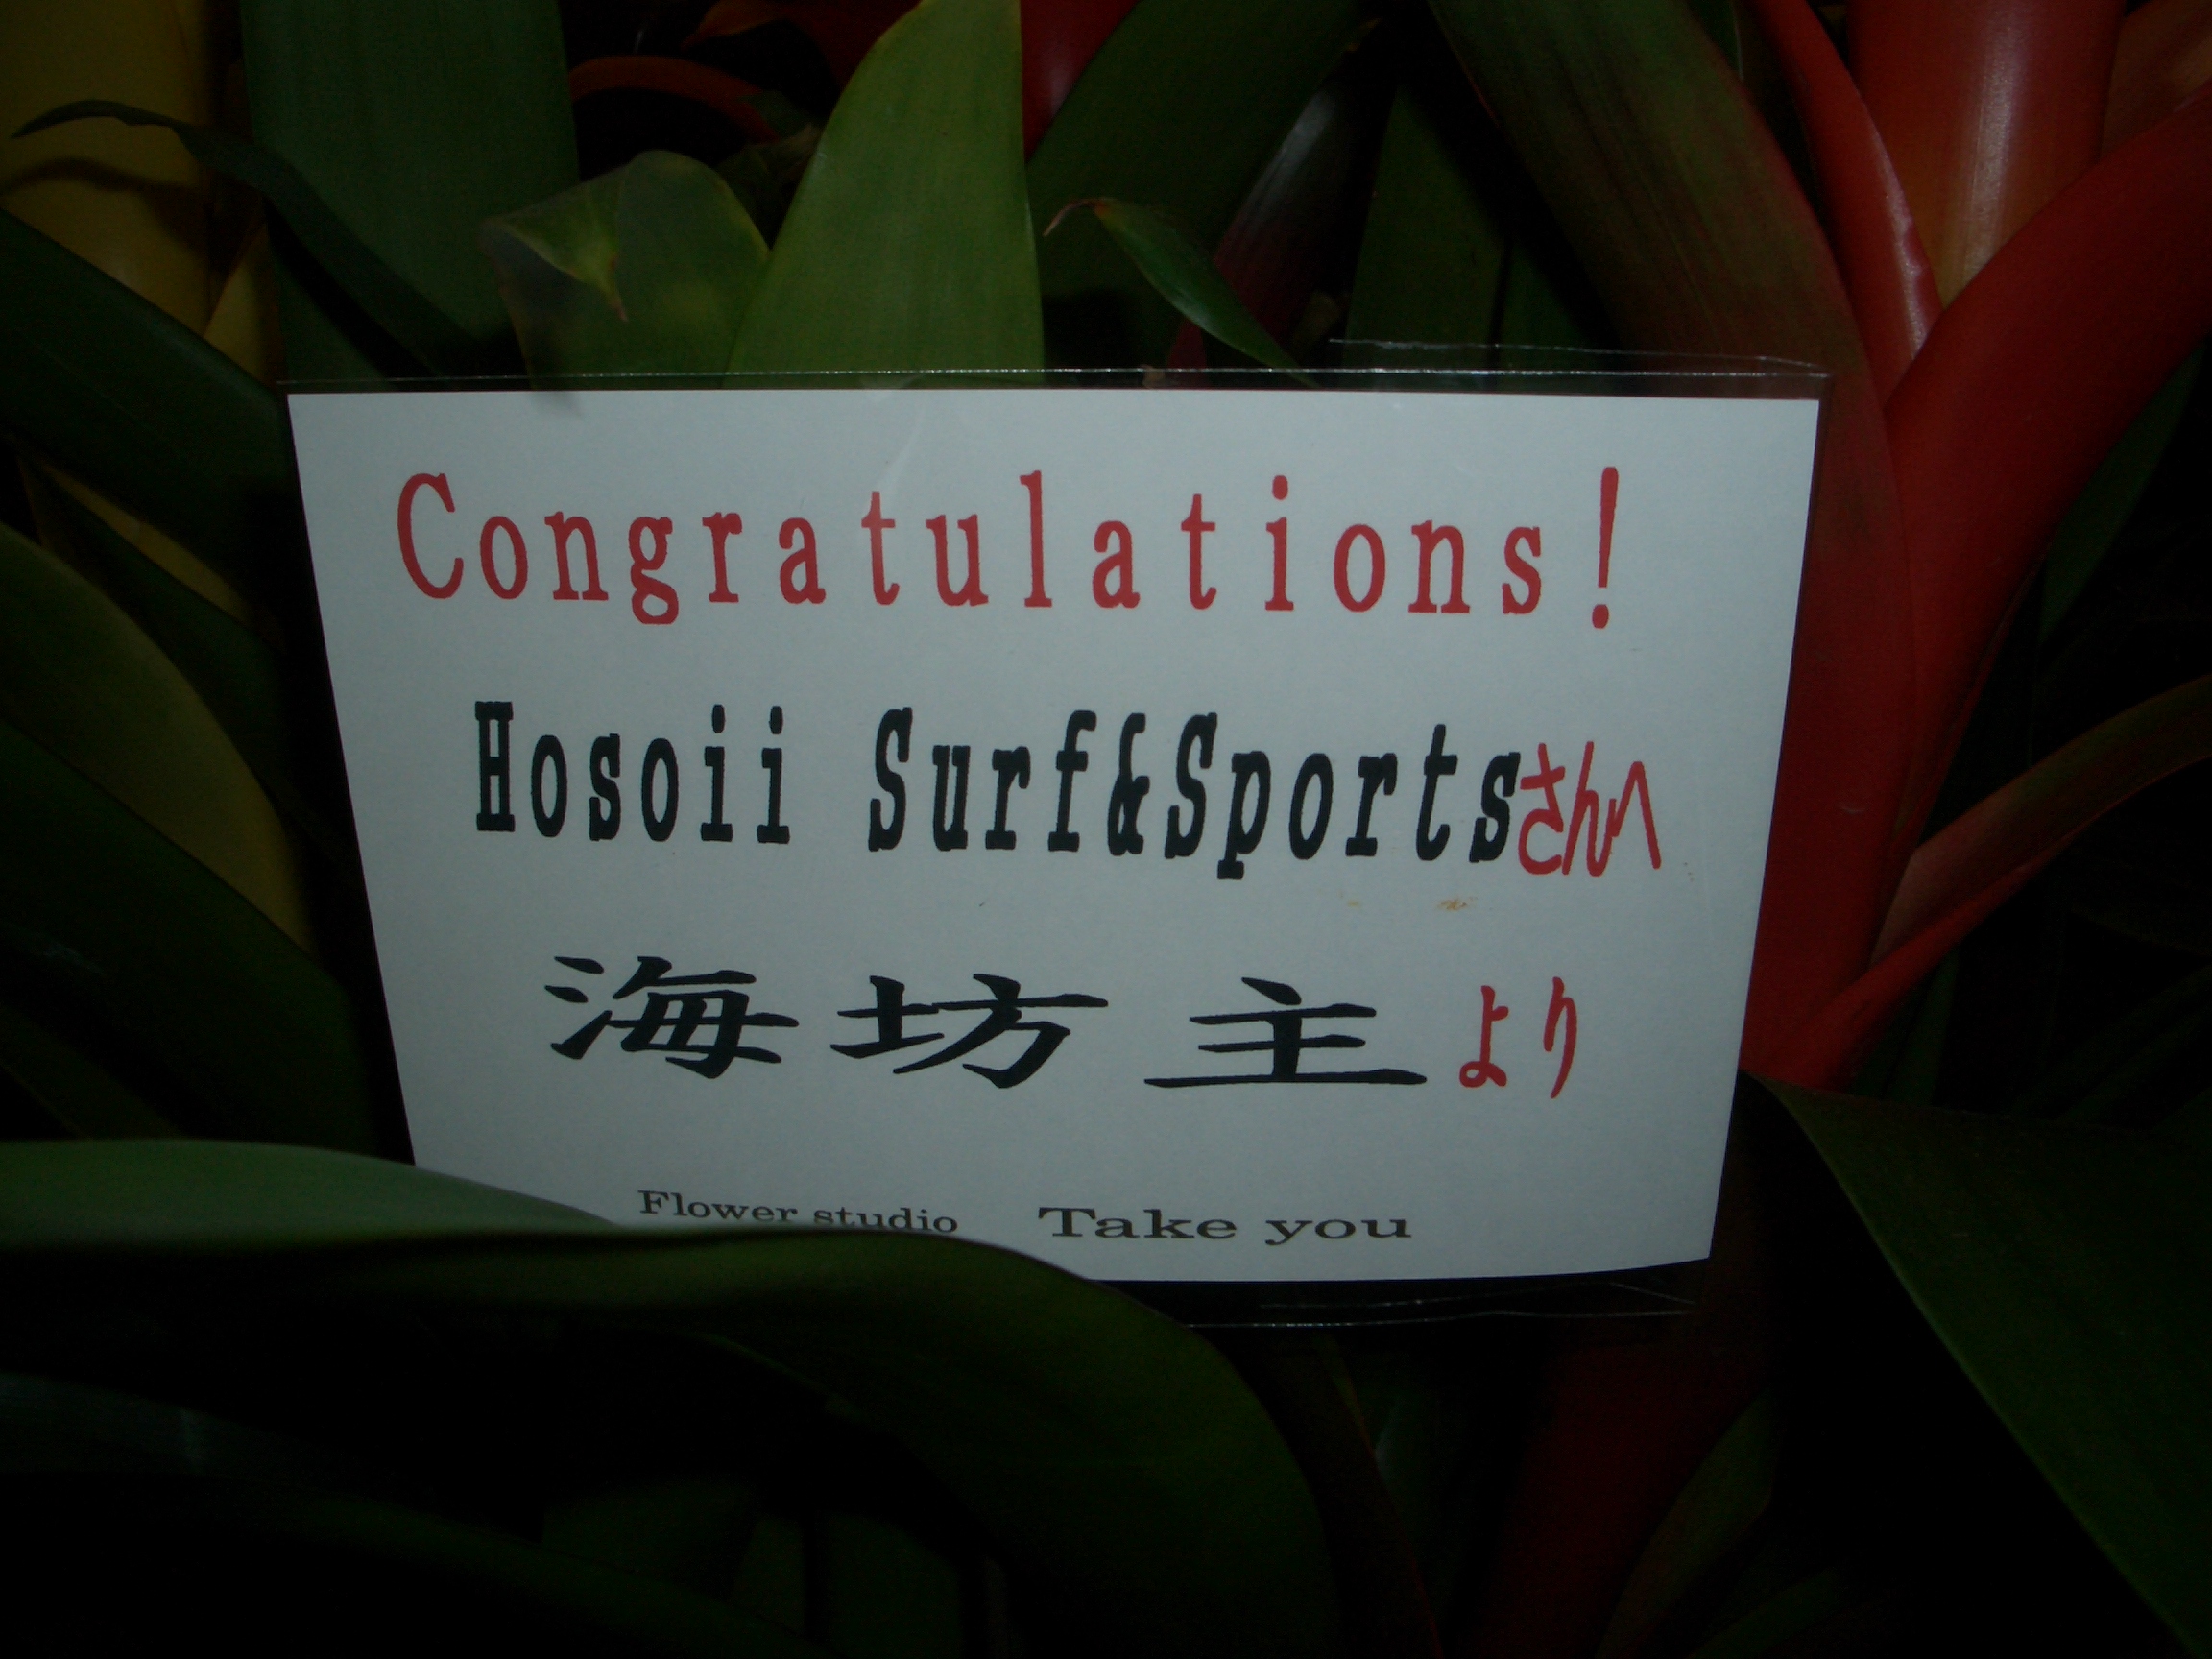 Congratulations!
Hosoii Surf&Sportsさんへ
海坊主より
Flower studio Take you